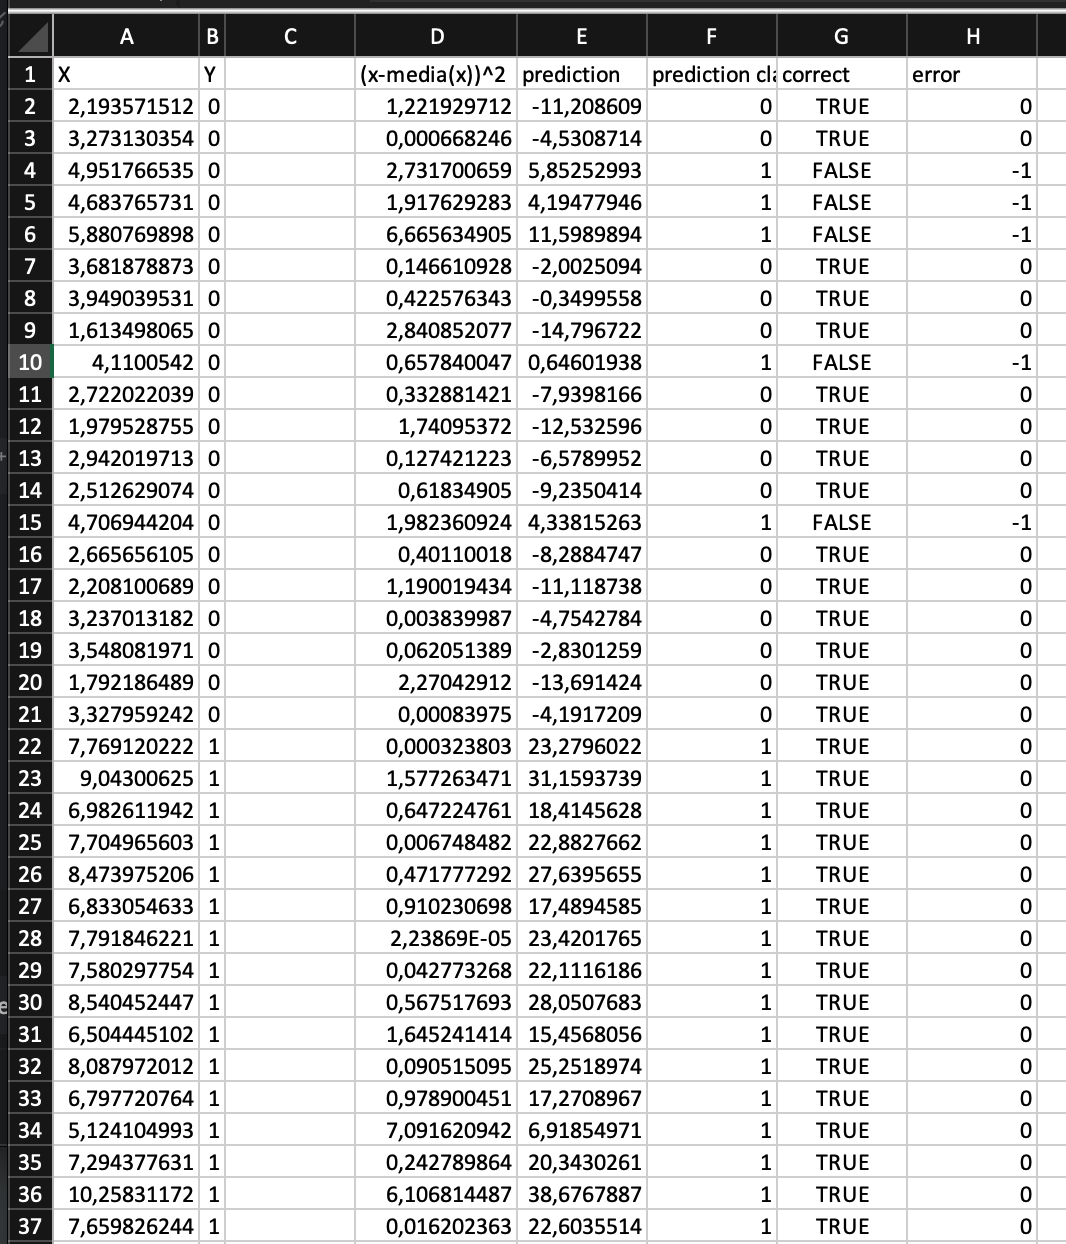 A B C D E F G H
1 X Y (x-media(x))^2 prediction prediction cla correct error
2 2,193571512 0 1,221929712 -11,208609 0 TRUE 0
3 3,273130354 0 0,000668246 -4,5308714 0 TRUE 0
4 4,951766535 0 2,731700659 5,85252993 1 FALSE -1
5 4,683765731 0 1,917629283 4,19477946 1 FALSE -1
6 5,880769898 0 6,665634905 11,5989894 1 FALSE -1
7 3,681878873 0 0,146610928 -2,0025094 0 TRUE 0
8 3,949039531 0 0,422576343 -0,3499558 0 TRUE 0
9 1,613498065 0 2,840852077 -14,796722 0 TRUE 0
10 4,1100542 0 0,657840047 0,64601938 1 FALSE -1
11 2,722022039 0 0,332881421 -7,9398166 0 TRUE 0
12 1,979528755 0 1,74095372 -12,532596 0 TRUE 0
13 2,942019713 0 0,127421223 -6,5789952 0 TRUE 0
14 2,512629074 0 0,61834905 -9,2350414 0 TRUE 0
15 4,706944204 0 1,982360924 4,33815263 1 FALSE -1
16 2,665656105 0 0,40110018 -8,2884747 0 TRUE 0
17 2,208100689 0 1,190019434 -11,118738 0 TRUE 0
18 3,237013182 0 0,003839987 -4,7542784 0 TRUE 0
19 3,548081971 0 0,062051389 -2,8301259 0 TRUE 0
20 1,792186489 0 2,27042912 -13,691424 0 TRUE 0
21 3,327959242 0 0,00083975 -4,1917209 0 TRUE 0
22 7,769120222 1 0,000323803 23,2796022 1 TRUE 0
23 9,04300625 1 1,577263471 31,1593739 1 TRUE 0
24 6,982611942 1 0,647224761 18,4145628 1 TRUE 0
25 7,704965603 1 0,006748482 22,8827662 1 TRUE 0
26 8,473975206 1 0,471777292 27,6395655 1 TRUE 0
27 6,833054633 1 0,910230698 17,4894585 1 TRUE 0
28 7,791846221 1 2,23869E-05 23,4201765 1 TRUE 0
29 7,580297754 1 0,042773268 22,1116186 1 TRUE 0
30 8,540452447 1 0,567517693 28,0507683 1 TRUE 0
31 6,504445102 1 1,645241414 15,4568056 1 TRUE 0
32 8,087972012 1 0,090515095 25,2518974 1 TRUE 0
33 6,797720764 1 0,978900451 17,2708967 1 TRUE 0
34 5,124104993 1 7,091620942 6,91854971 1 TRUE 0
35 7,294377631 1 0,242789864 20,3430261 1 TRUE 0
36 10,25831172 1 6,106814487 38,6767887 1 TRUE 0
37 7,659826244 1 0,016202363 22,6035514 1 TRUE 0